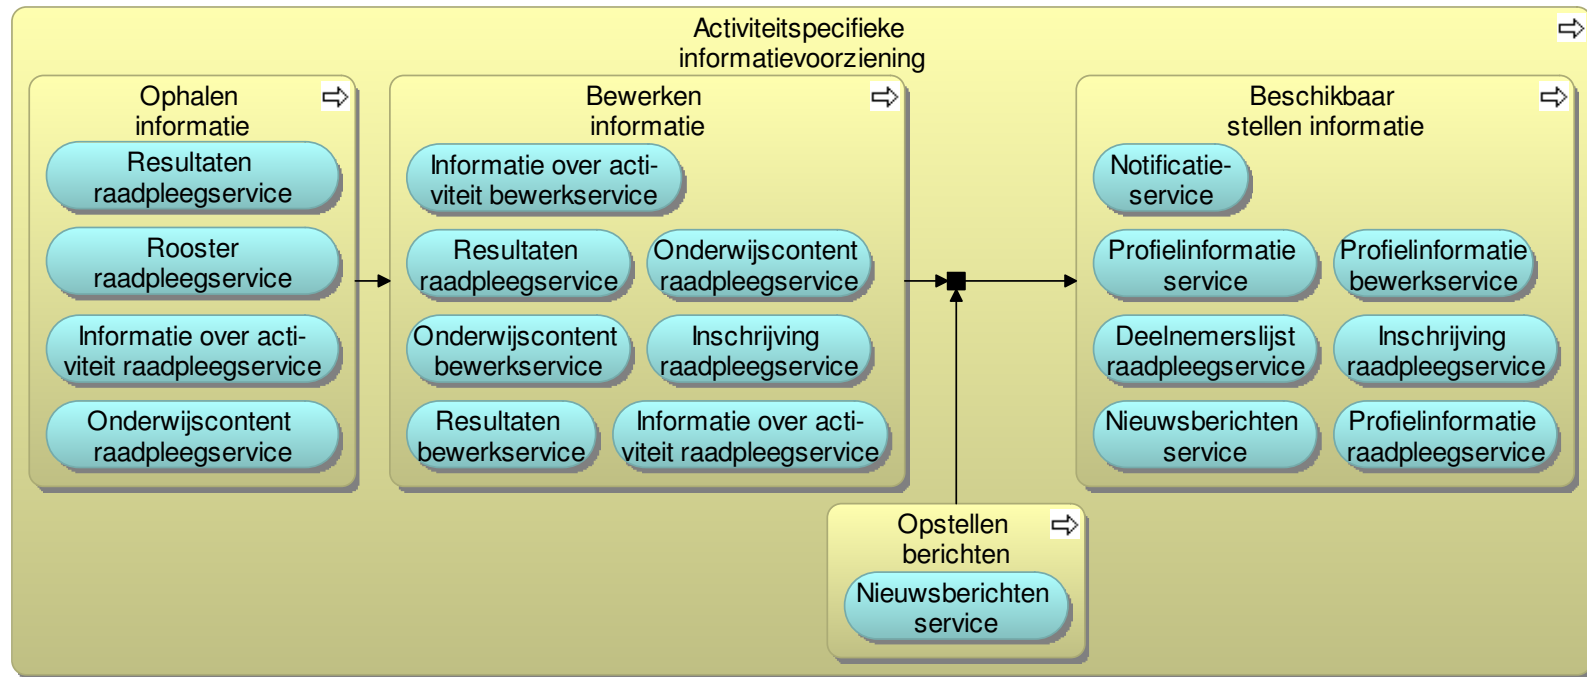 Activiteitspecifieke
informatievoorziening
Ophalen
informatie
Resultaten
raadpleegservice
Rooster
raadpleegservice
Informatie over acti-
viteit raadpleegservice
Onderwijscontent
raadpleegservice
Bewerken
informatie
Informatie over acti-
viteit bewerkservice
Resultaten
raadpleegservice
Onderwijscontent
raadpleegservice
Onderwijscontent
bewerkservice
Inschrijving
raadpleegservice
Resultaten
bewerkservice
Informatie over acti-
viteit raadpleegservice
Opstellen
berichten
Nieuwsberichten
service
Beschikbaar
stellen informatie
Notificatie-
service
Profielinformatie
service
Profielinformatie
bewerkservice
Deelnemerslijst
raadpleegservice
Inschrijving
raadpleegservice
Nieuwsberichten
service
Profielinformatie
raadpleegservice